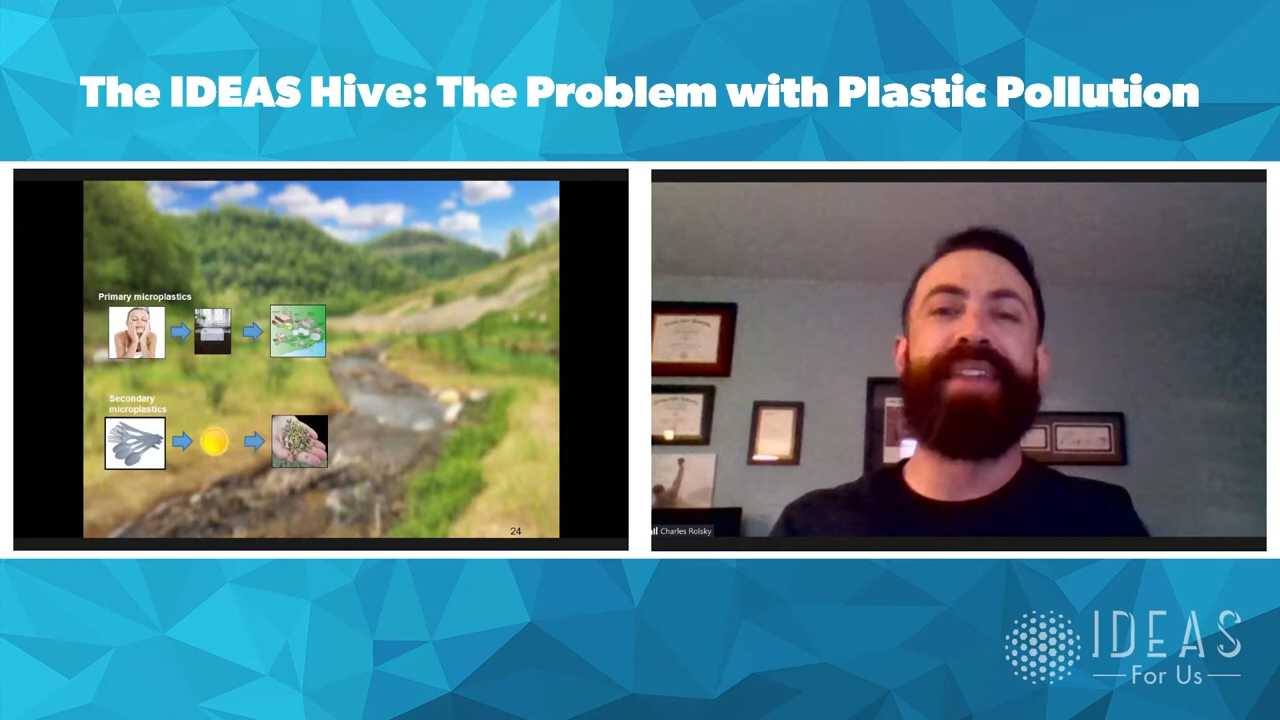 The IDEAS Hive: The Problem with Plastic Pollution
Primary microplastics
Secondary
microplastics
24
Charles Rolsky
IDEAS
For Us